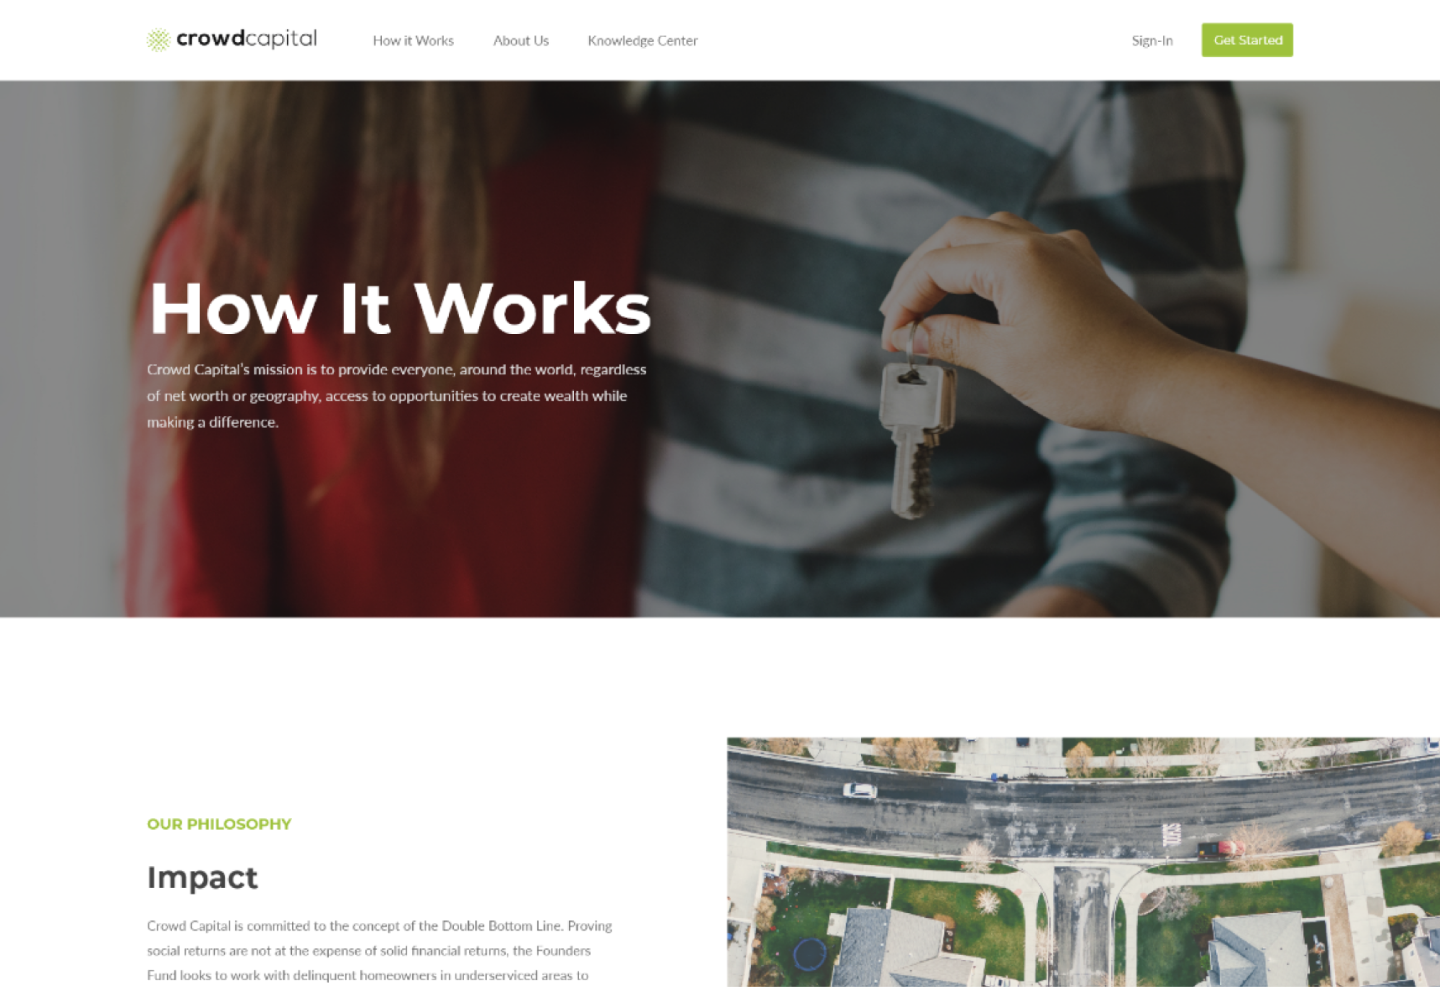 crowdcapital
How it Works
About Us
Knowledge Center
Sign-In
Get Started
How It Works
Crowd Capital's mission is to provide everyone, around the world, regardless
of net worth or geography, access to opportunities to create wealth while
making a difference.
OUR PHILOSOPHY
Impact
Crowd Capital is committed to the concept of the Double Bottom Line. Proving
social returns are not at the expense of solid financial returns, the Founders
Fund looks to work with delinquent homeowners in underserviced areas to